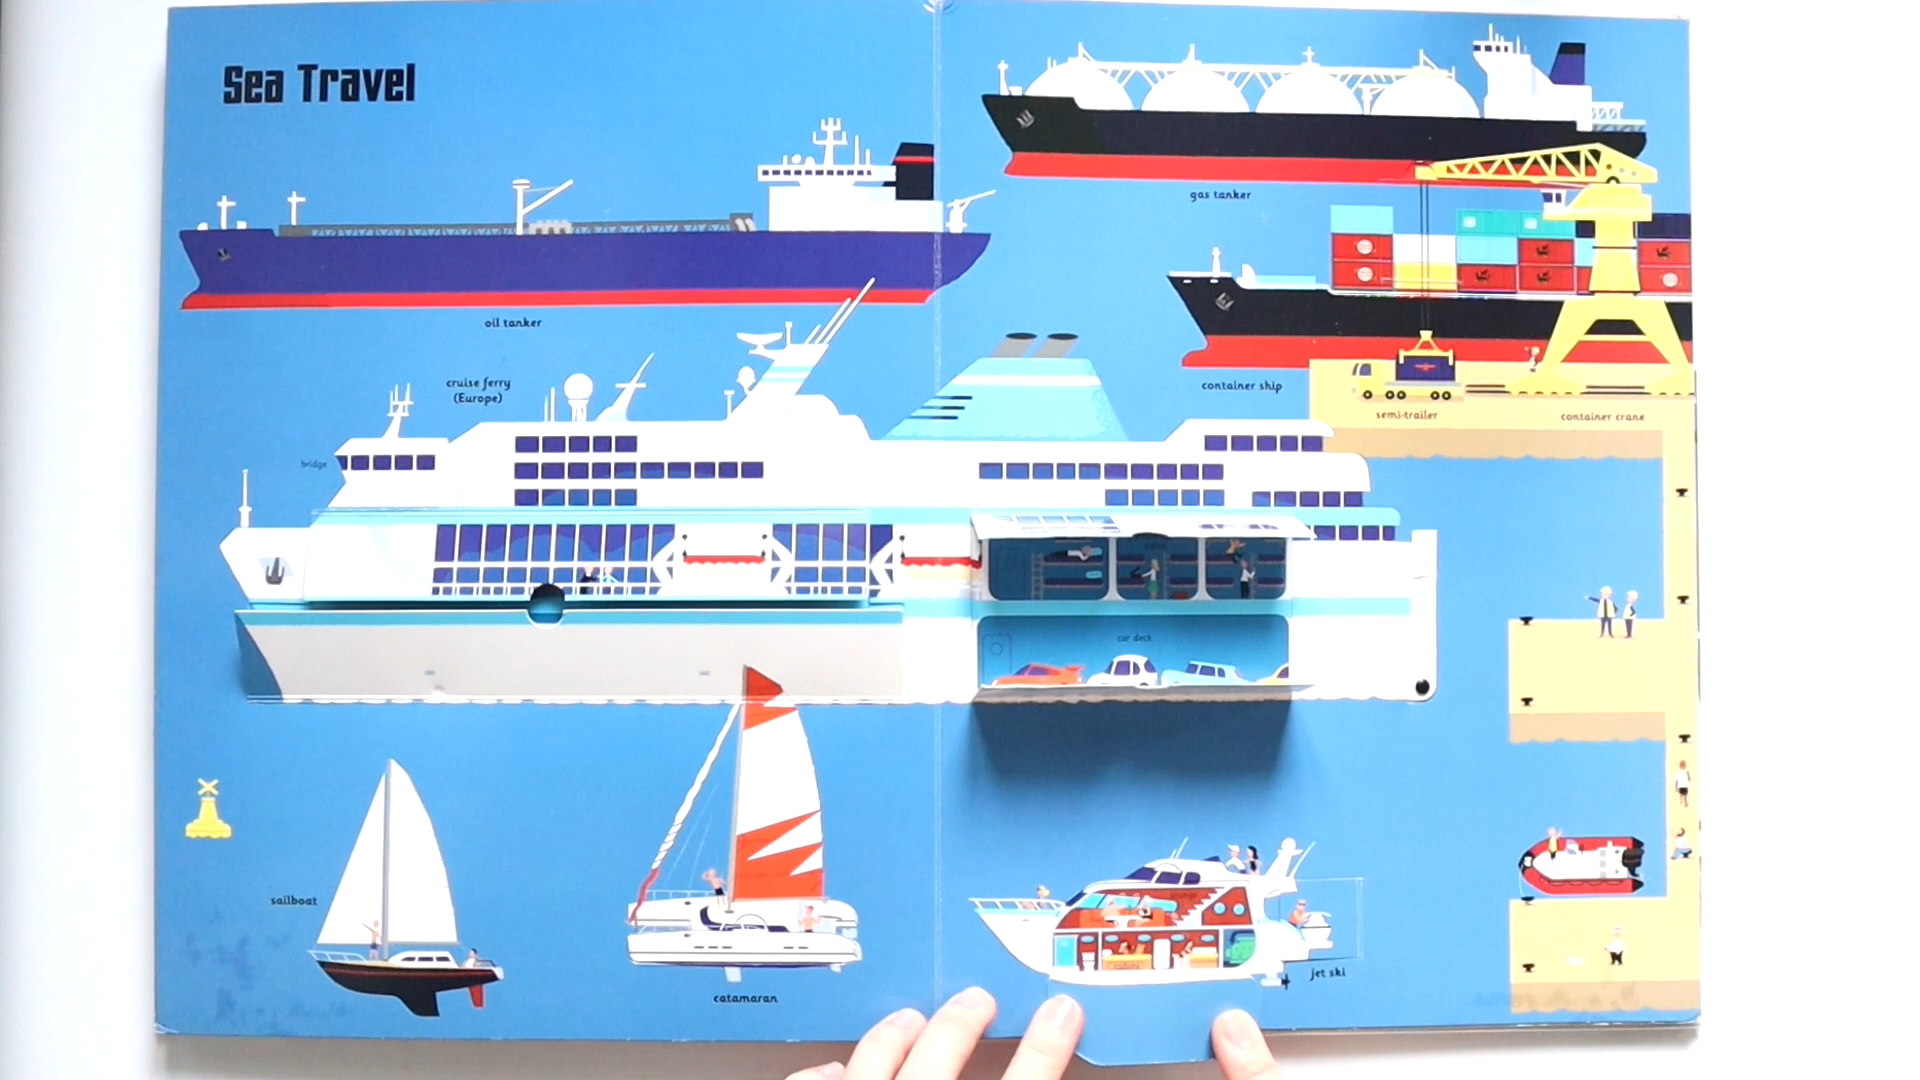 Sea Travel
gas tanker
oil tanker
container ship
semi-trailer
container crane
cruise ferry
(Europe)
bridge
car deck
sailboat
catamaran
jet ski